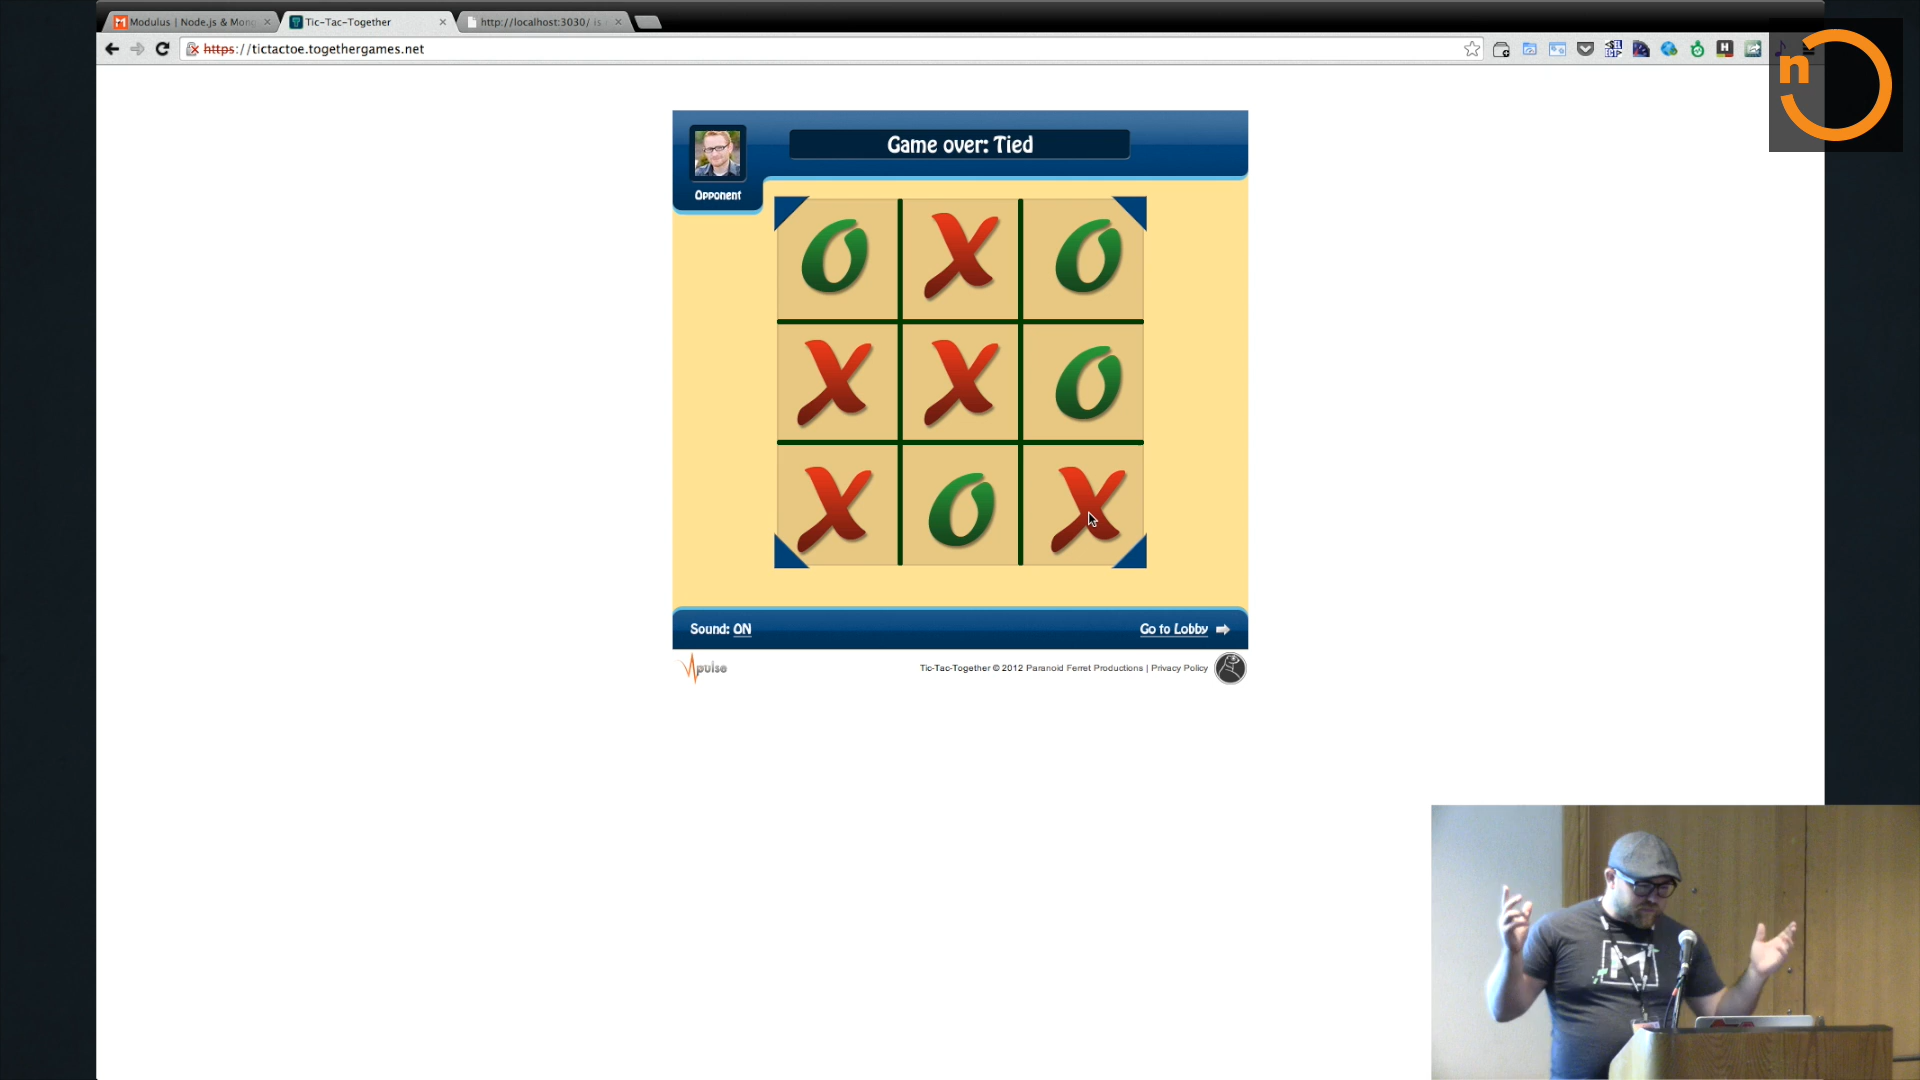 Modulus | Node.js & Mong
Tic-Tac-Together
http://localhost:3030/ is
https://tictactoe.togethergames.net
n
Game over: Tied
Opponent
O X O
X X O
X O X
Sound: ON
Go to Lobby
pulse
Tic-Tac-Together © 2012 Paranoid Ferret Productions | Privacy Policy
M